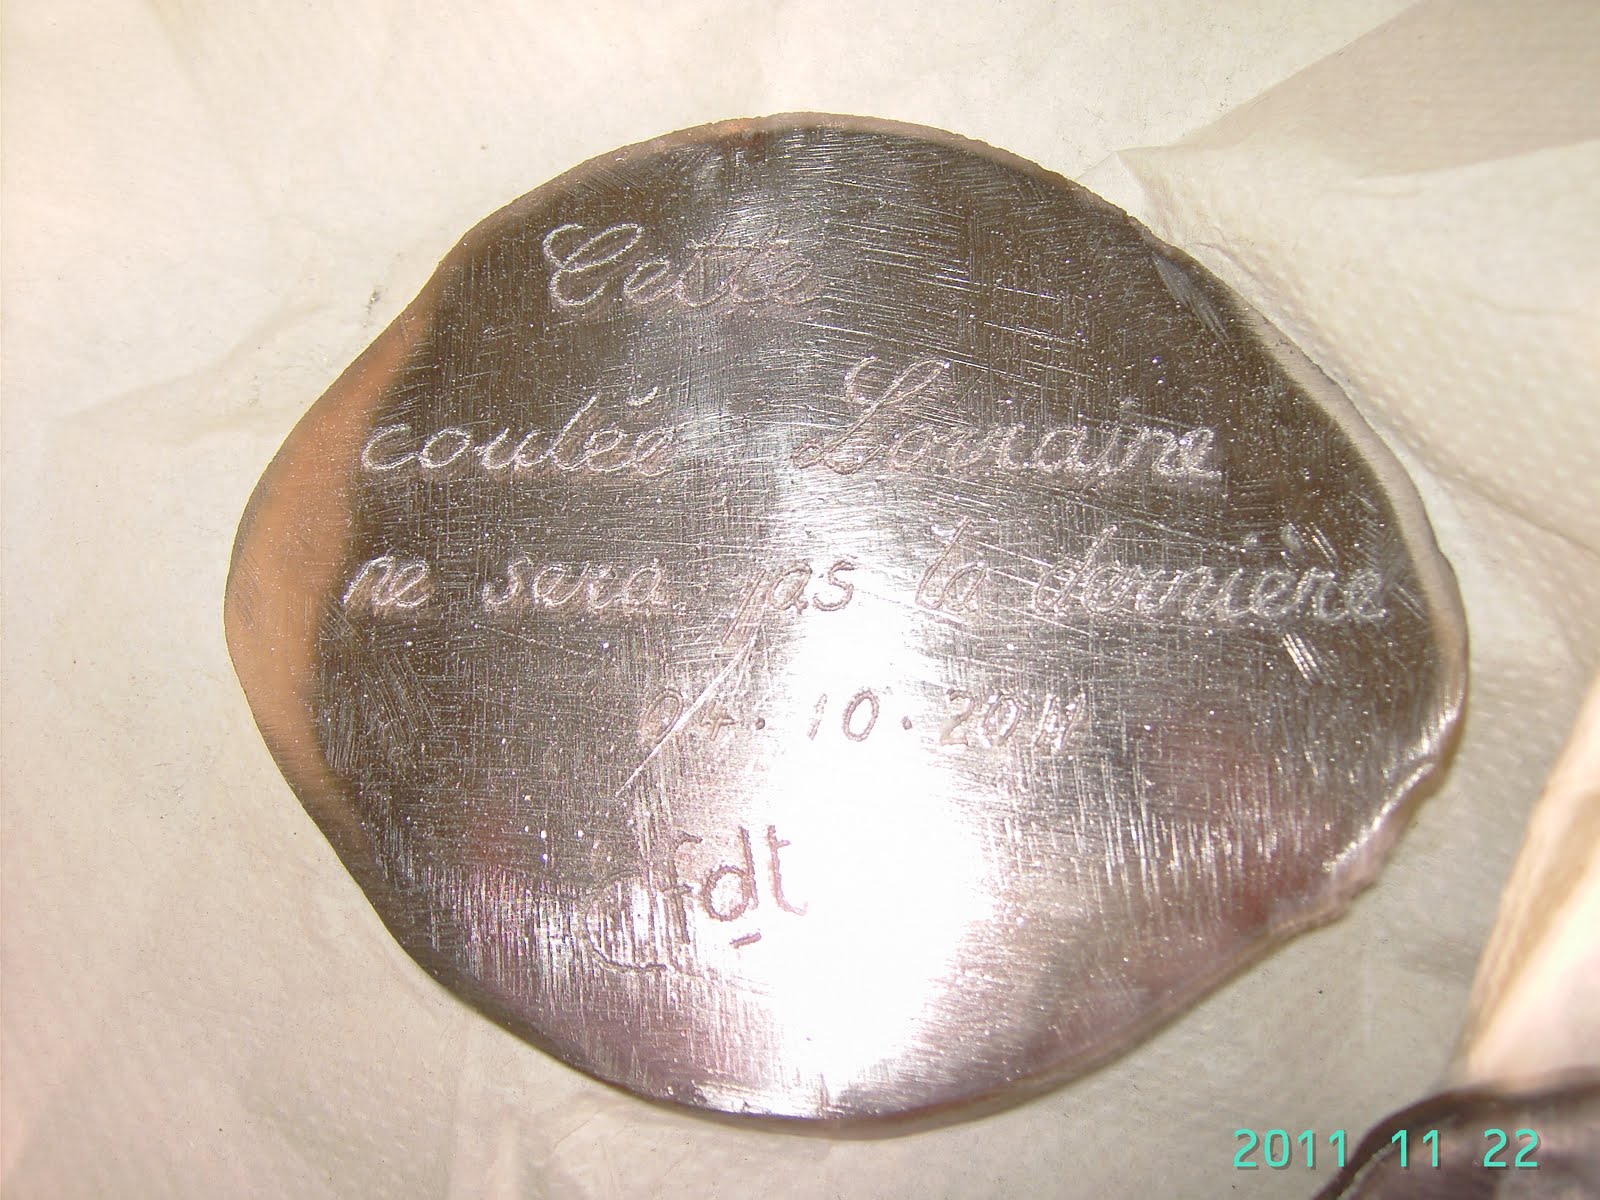 Cette
coulée Lorraine
ne sera pas la dernière
04.10.2011
cfdt
2011 11 22